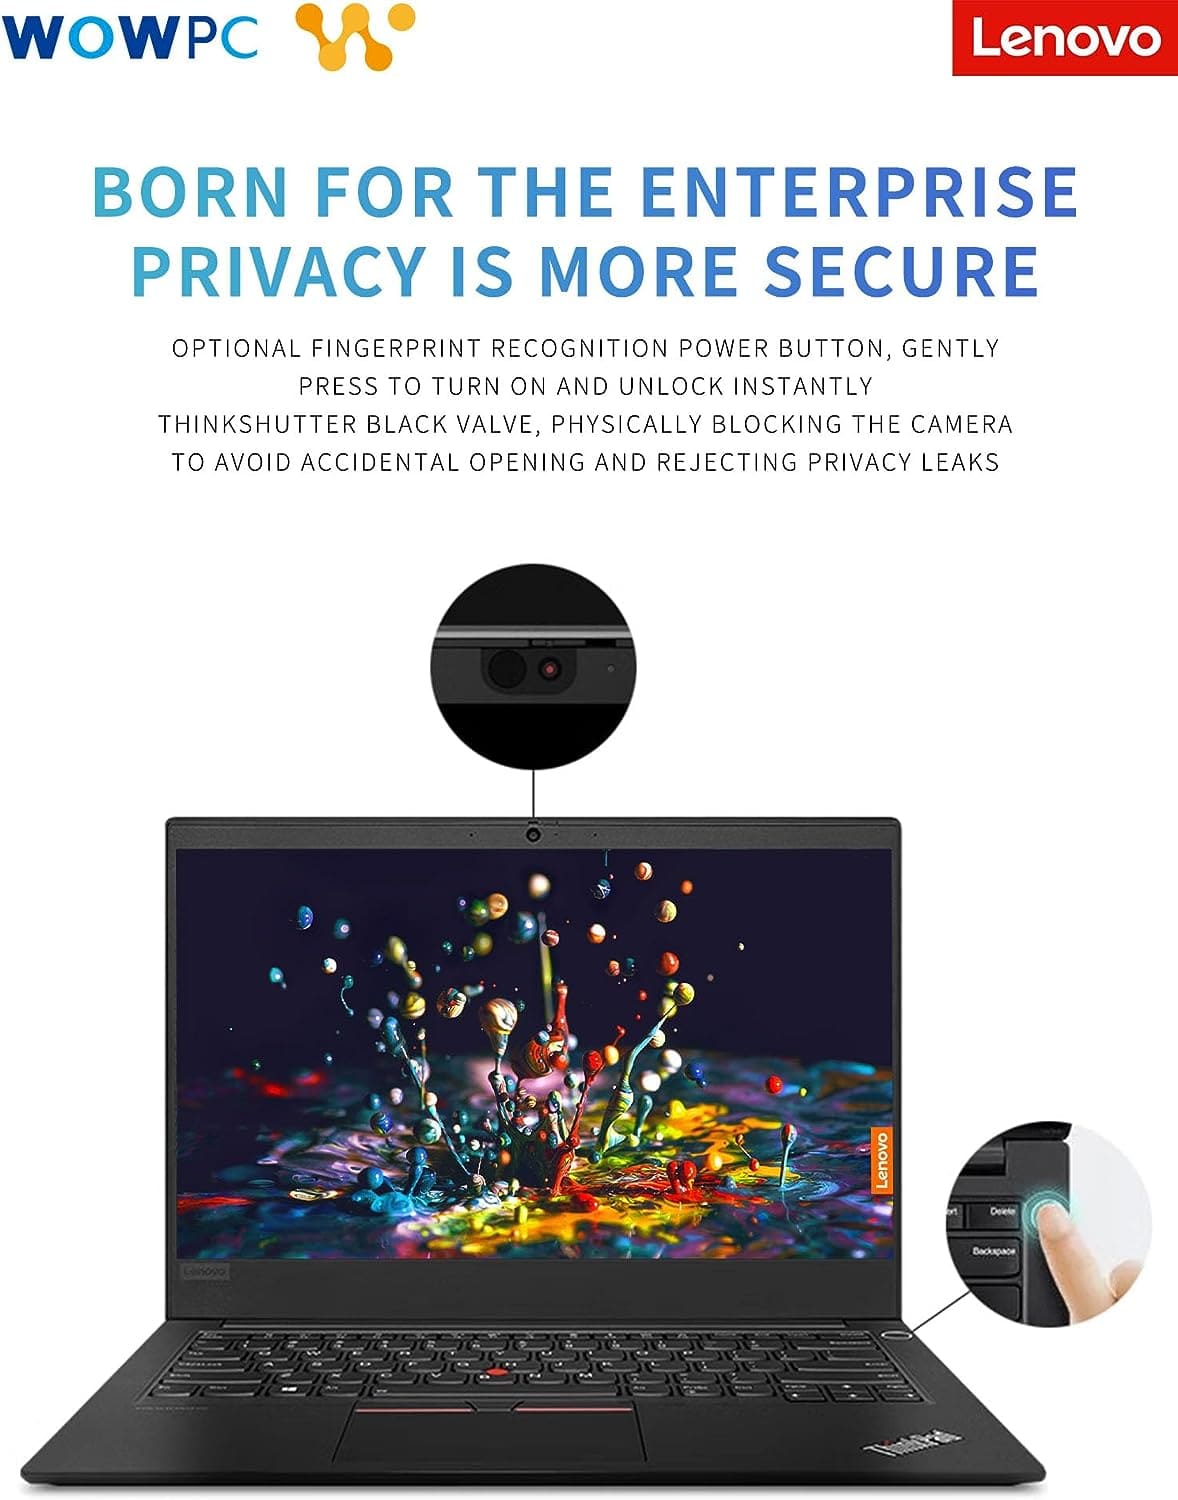 WOWPC
Lenovo
BORN FOR THE ENTERPRISE
PRIVACY IS MORE SECURE
OPTIONAL FINGERPRINT RECOGNITION POWER BUTTON, GENTLY
PRESS TO TURN ON AND UNLOCK INSTANTLY
THINKSHUTTER BLACK VALVE, PHYSICALLY BLOCKING THE CAMERA
TO AVOID ACCIDENTAL OPENING AND REJECTING PRIVACY LEAKS
Lenovo
Delete
Backspace
Lenovo
ThinkPad